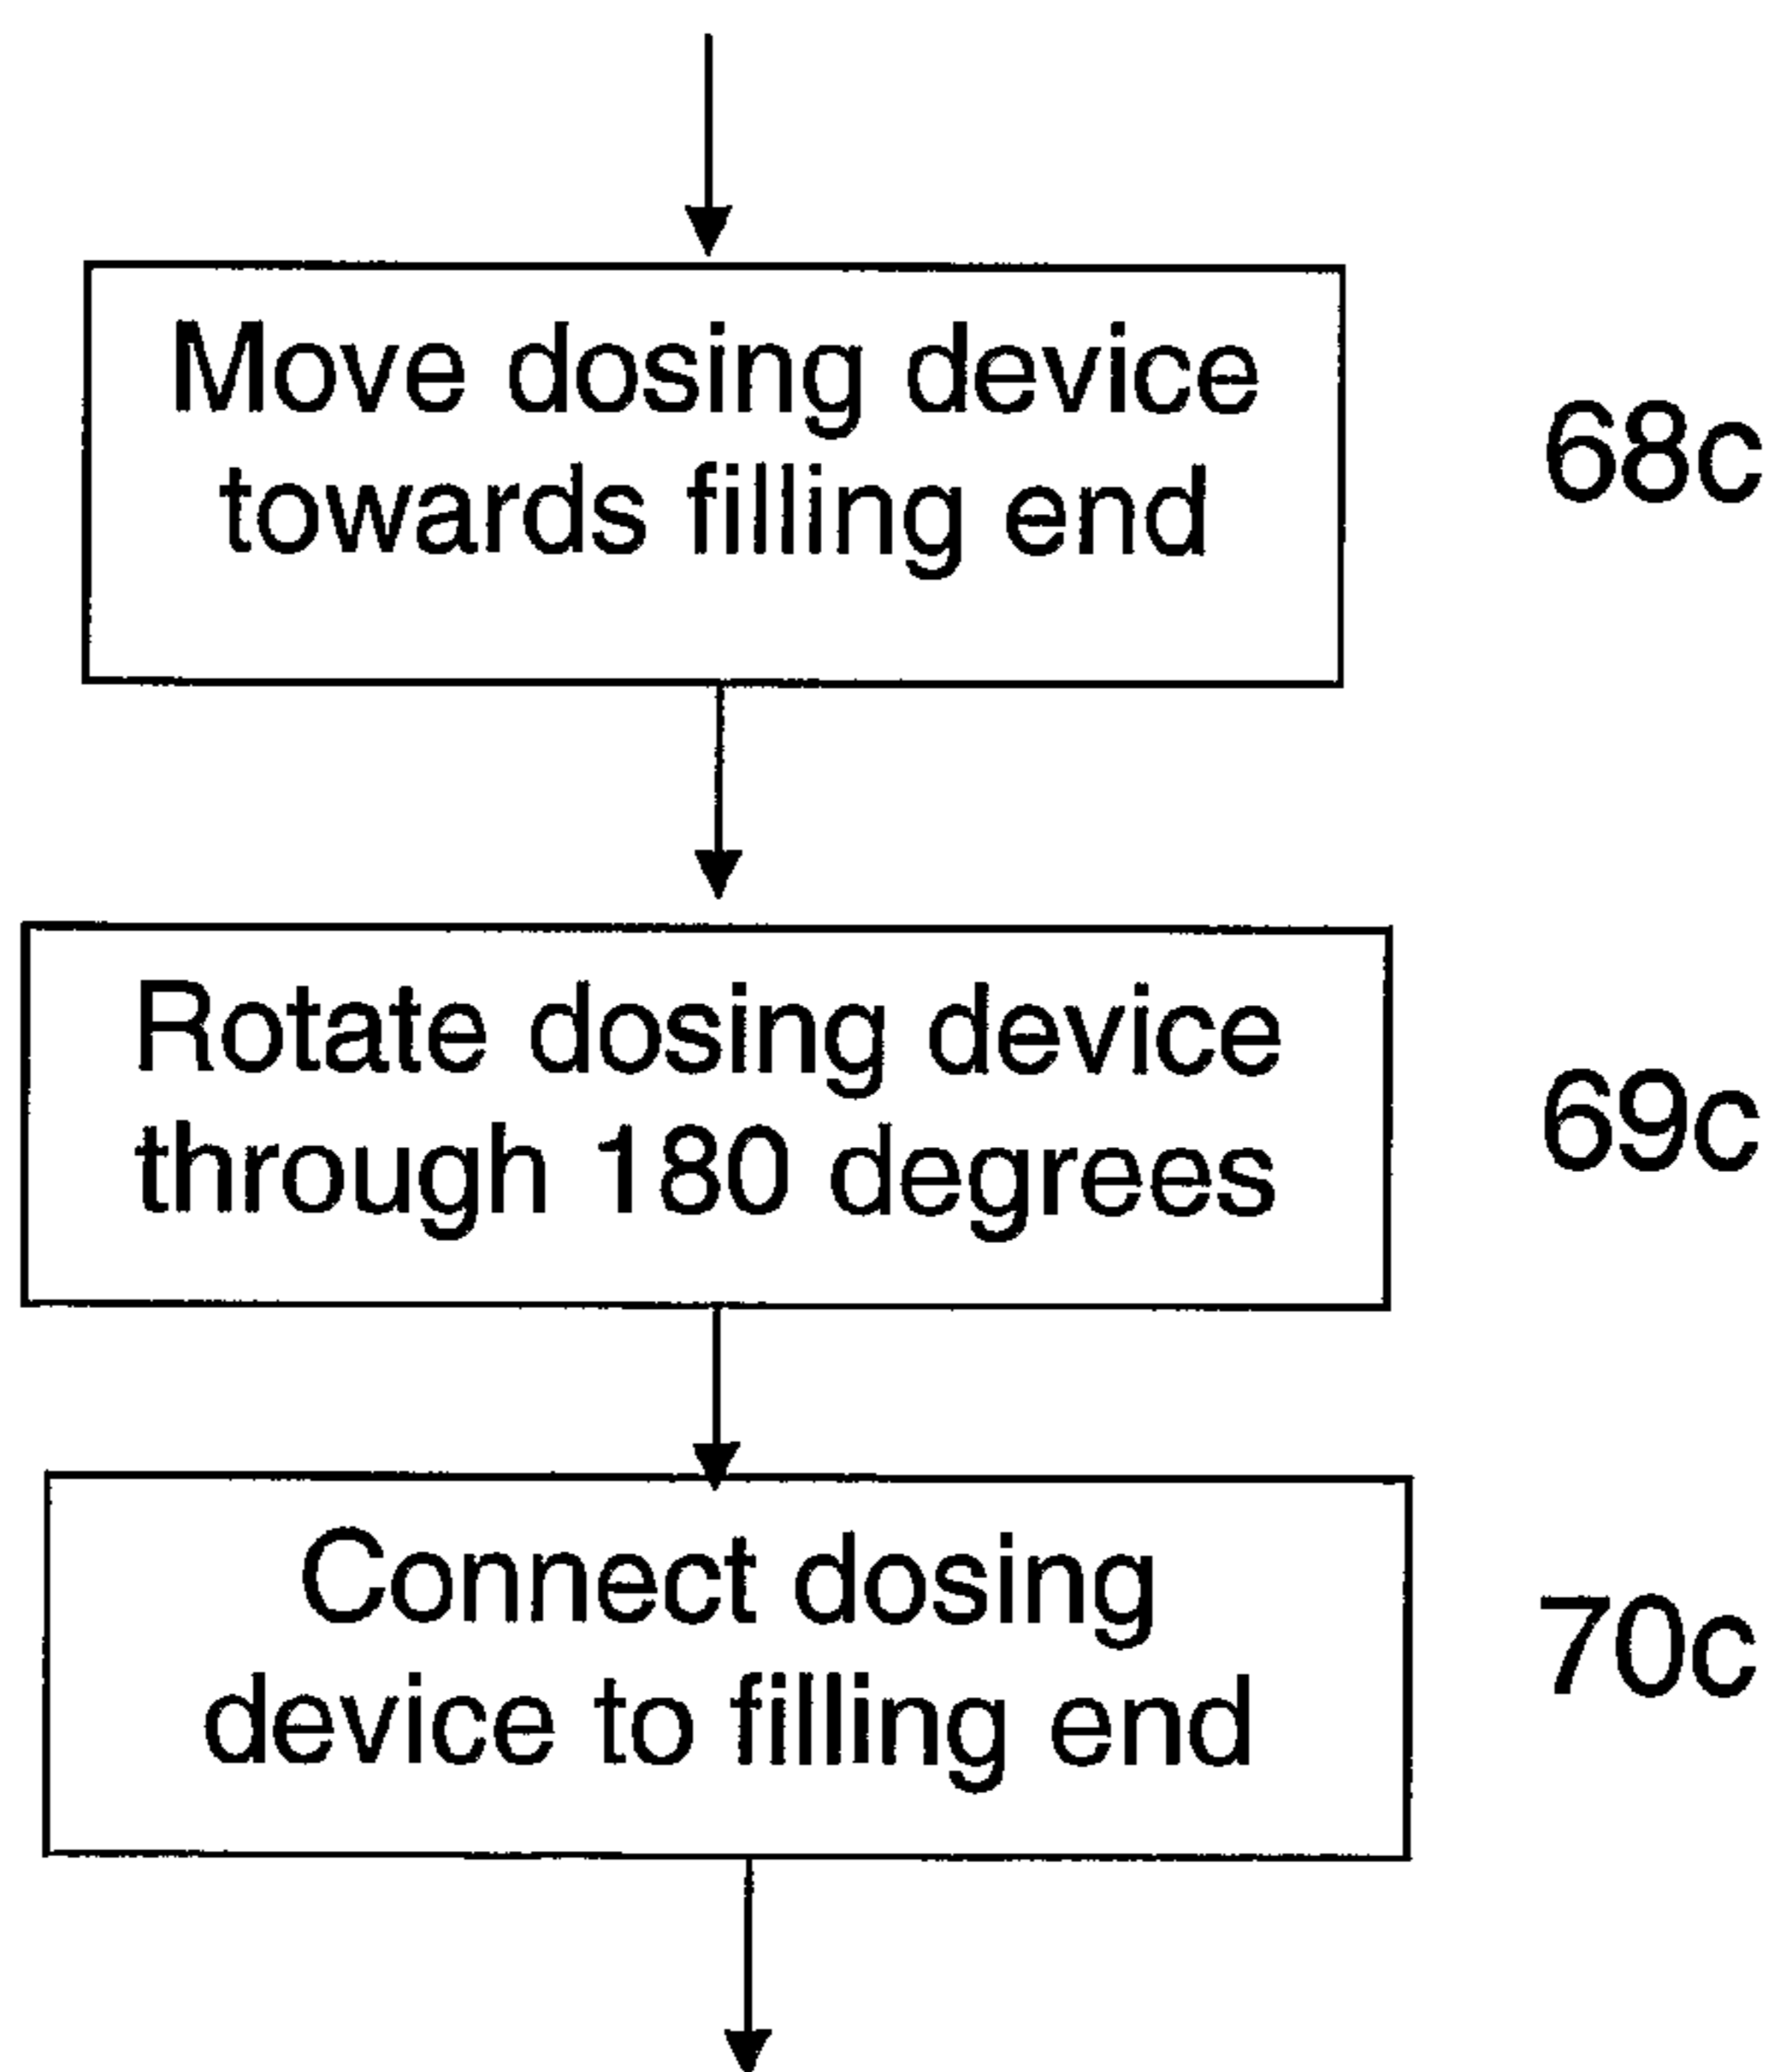 Move dosing device
towards filling end
68c
Rotate dosing device
through 180 degrees
69c
Connect dosing
device to filling end
70c